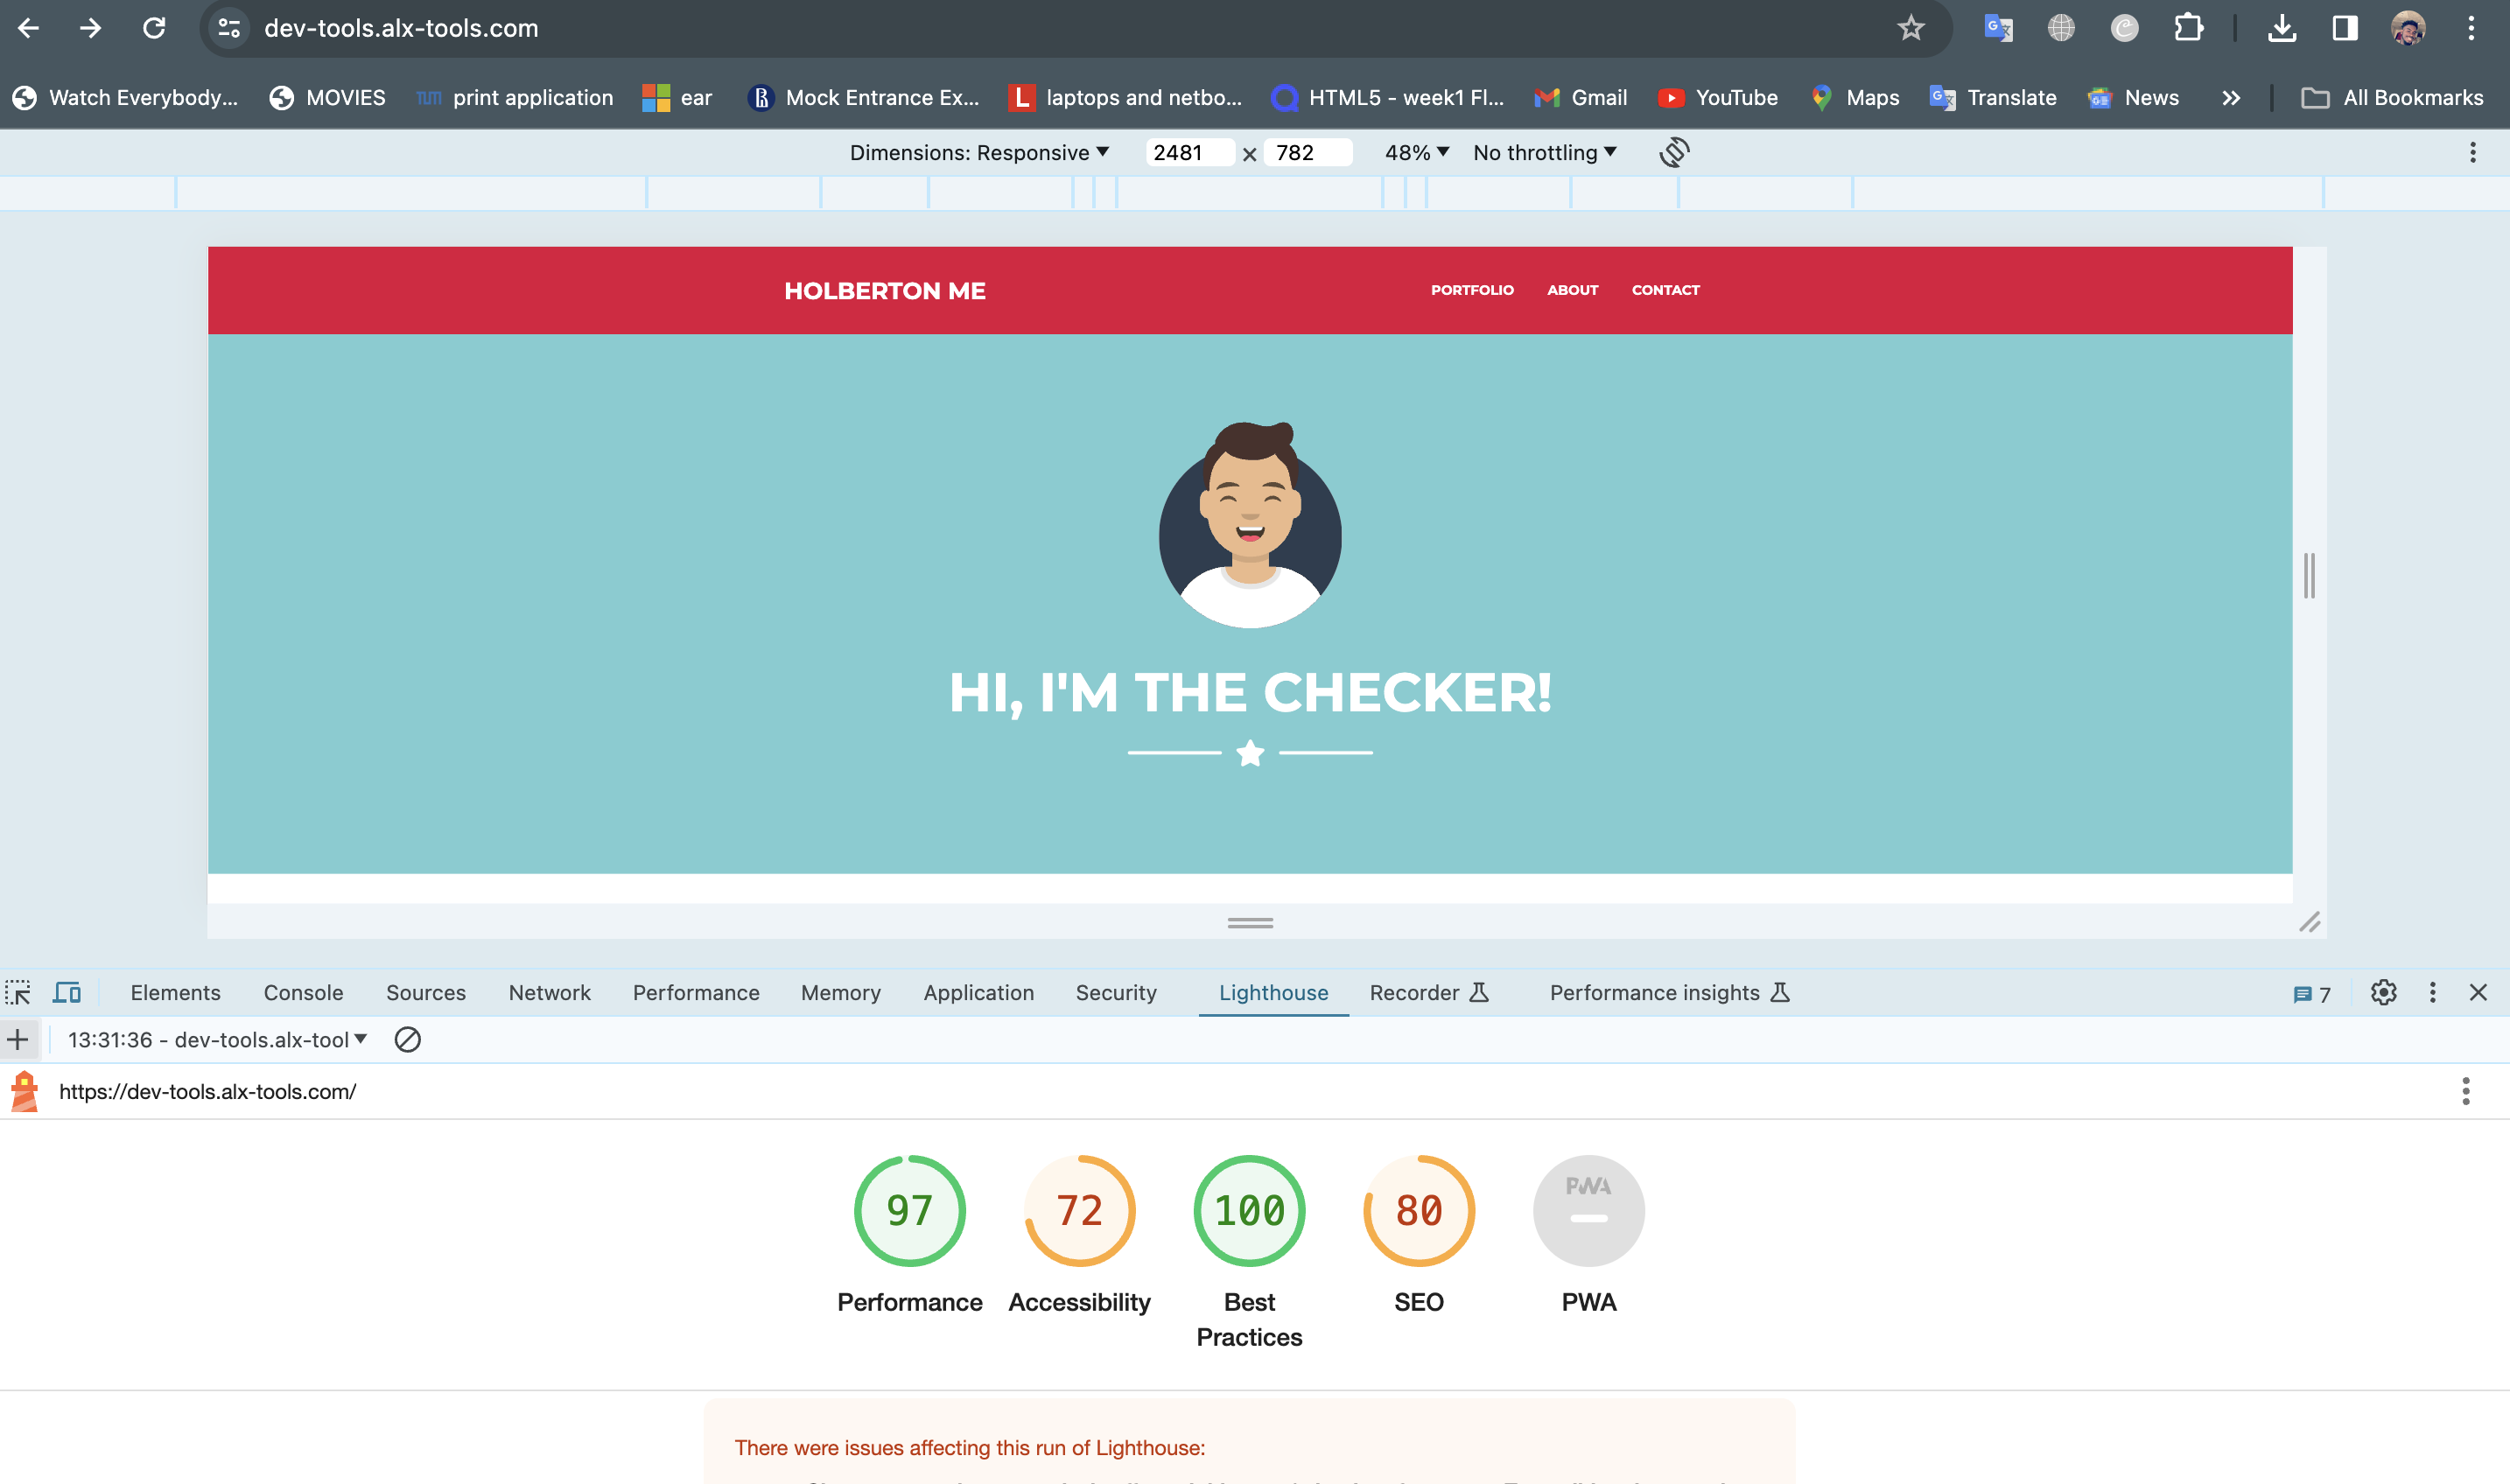 dev-tools.alx-tools.com
Watch Everybody... MOVIES TUM print application ear Mock Entrance Ex... L laptops and netbo... HTML5 - week1 Fl... Gmail YouTube Maps Translate News » All Bookmarks
Dimensions: Responsive 2481 × 782 48% No throttling
HOLBERTON ME PORTFOLIO ABOUT CONTACT
HI, I'M THE CHECKER!
Elements Console Sources Network Performance Memory Application Security Lighthouse Recorder Performance insights 7
13:31:36 - dev-tools.alx-tool
https://dev-tools.alx-tools.com/
97 72 100 80 PWA
Performance Accessibility Best Practices SEO PWA
There were issues affecting this run of Lighthouse: